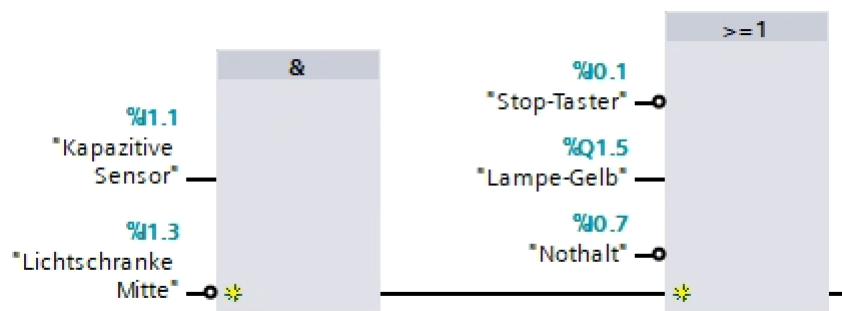 &
%I1.1
"Kapazitive
Sensor"
%I1.3
"Lichtschranke
Mitte"
>=1
%I0.1
"Stop-Taster"
%Q1.5
"Lampe-Gelb"
%I0.7
"Nothalt"